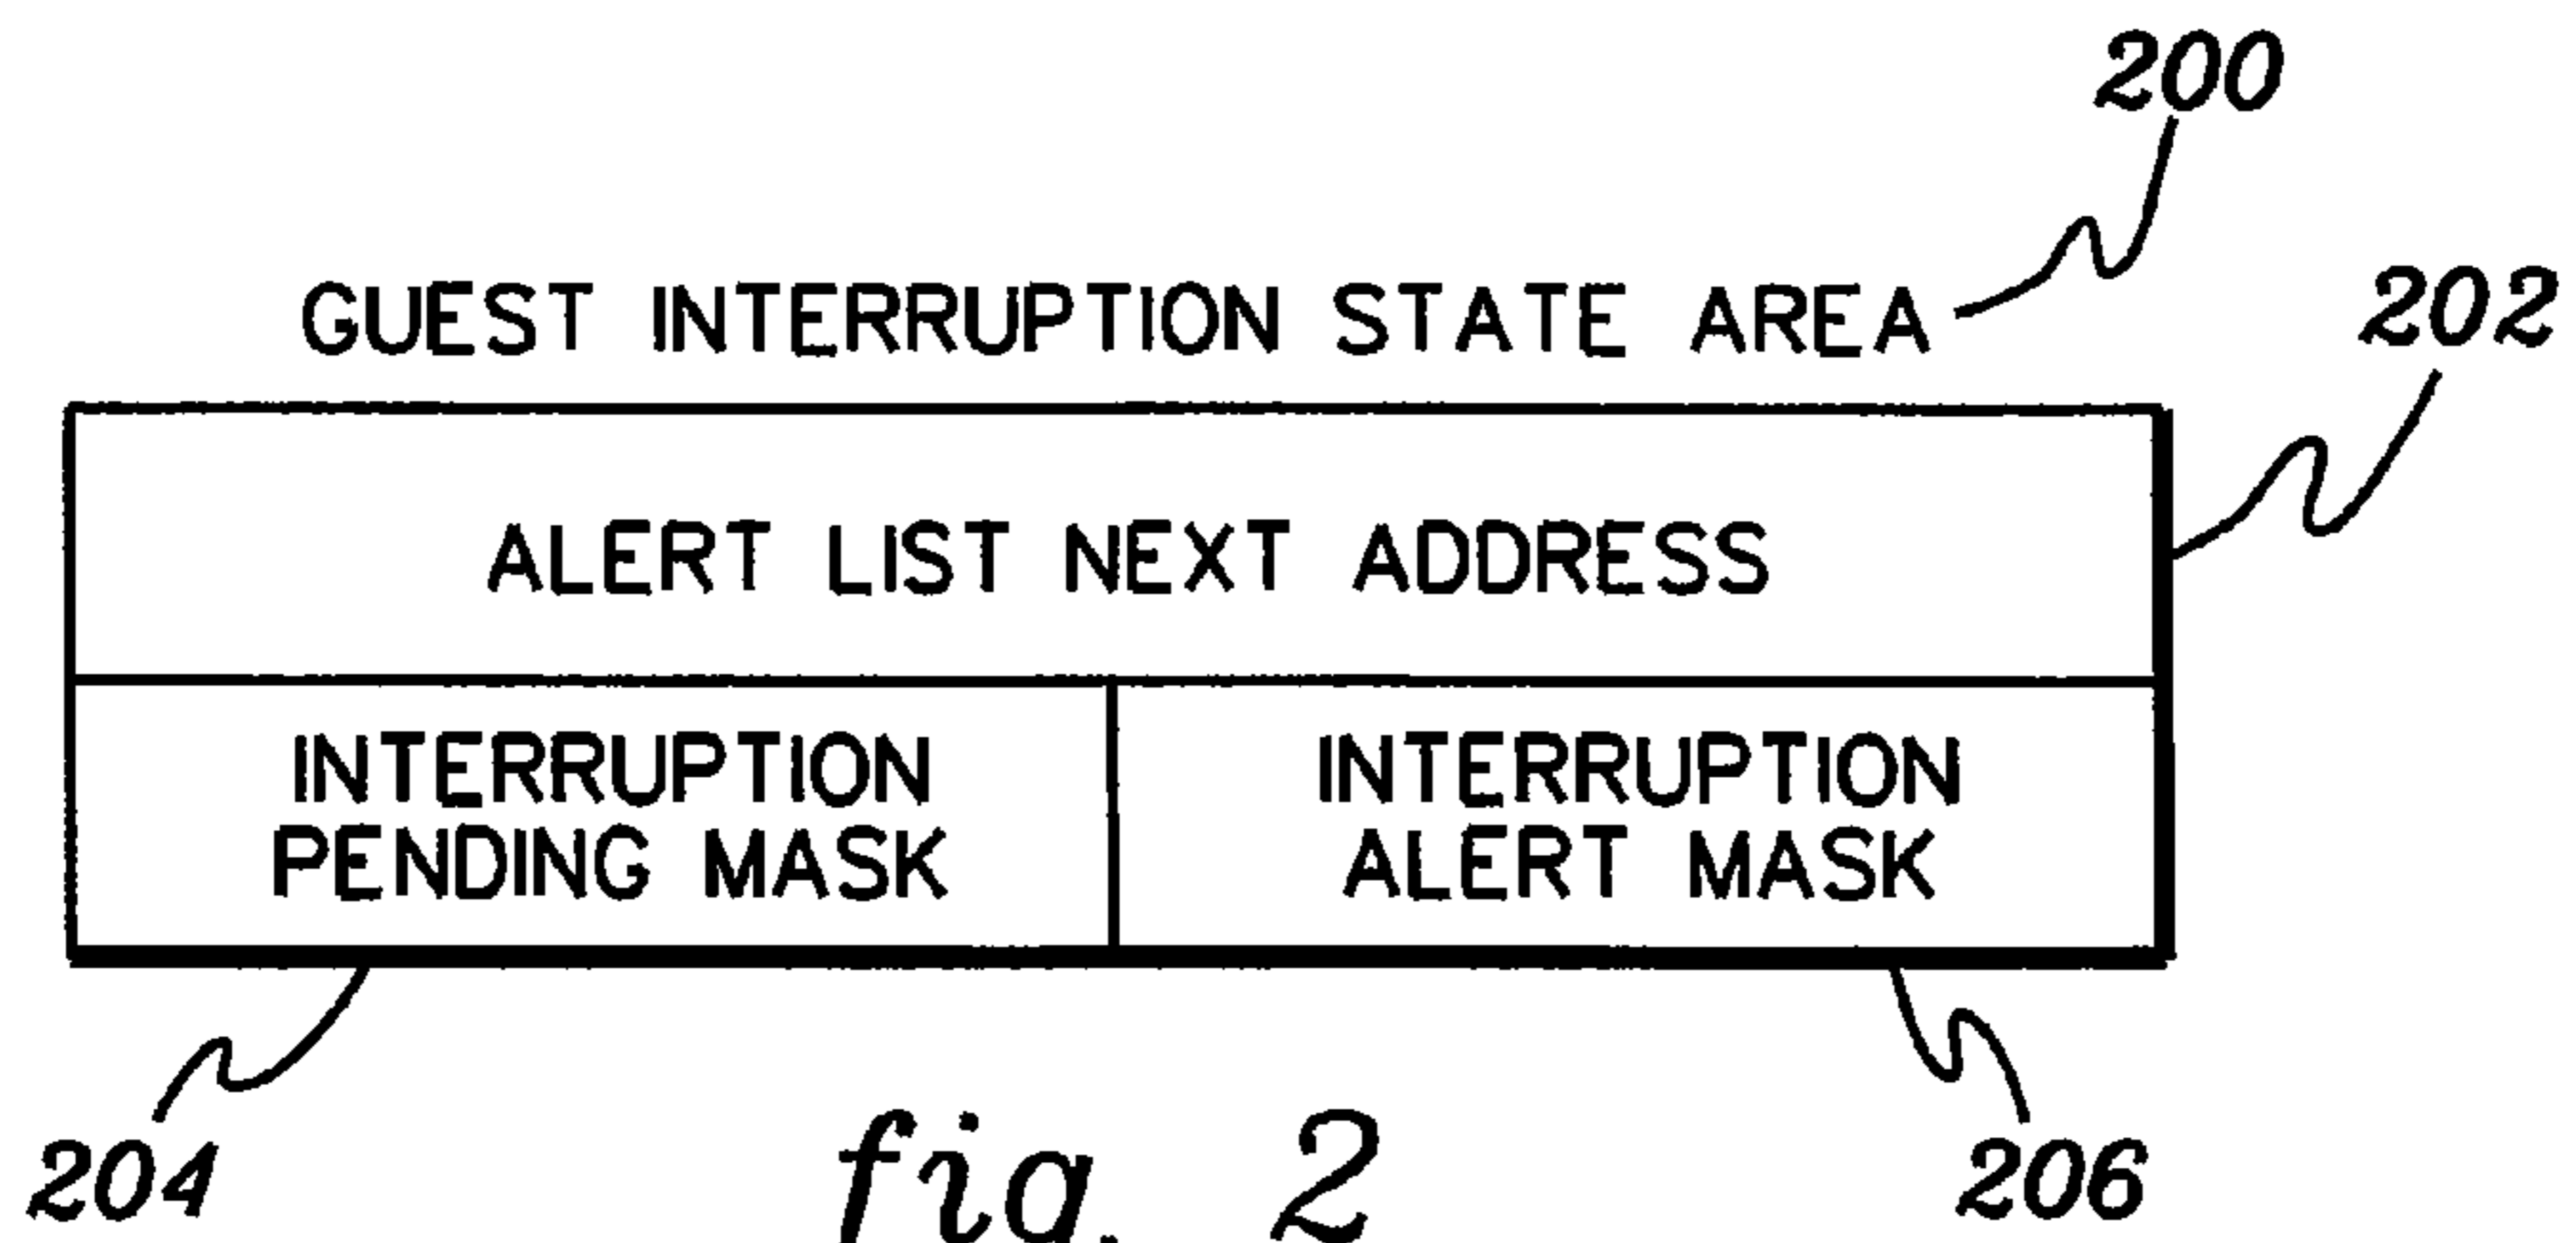 200
GUEST INTERRUPTION STATE AREA
202
ALERT LIST NEXT ADDRESS
INTERRUPTION
PENDING MASK
INTERRUPTION
ALERT MASK
204
206
fig. 2